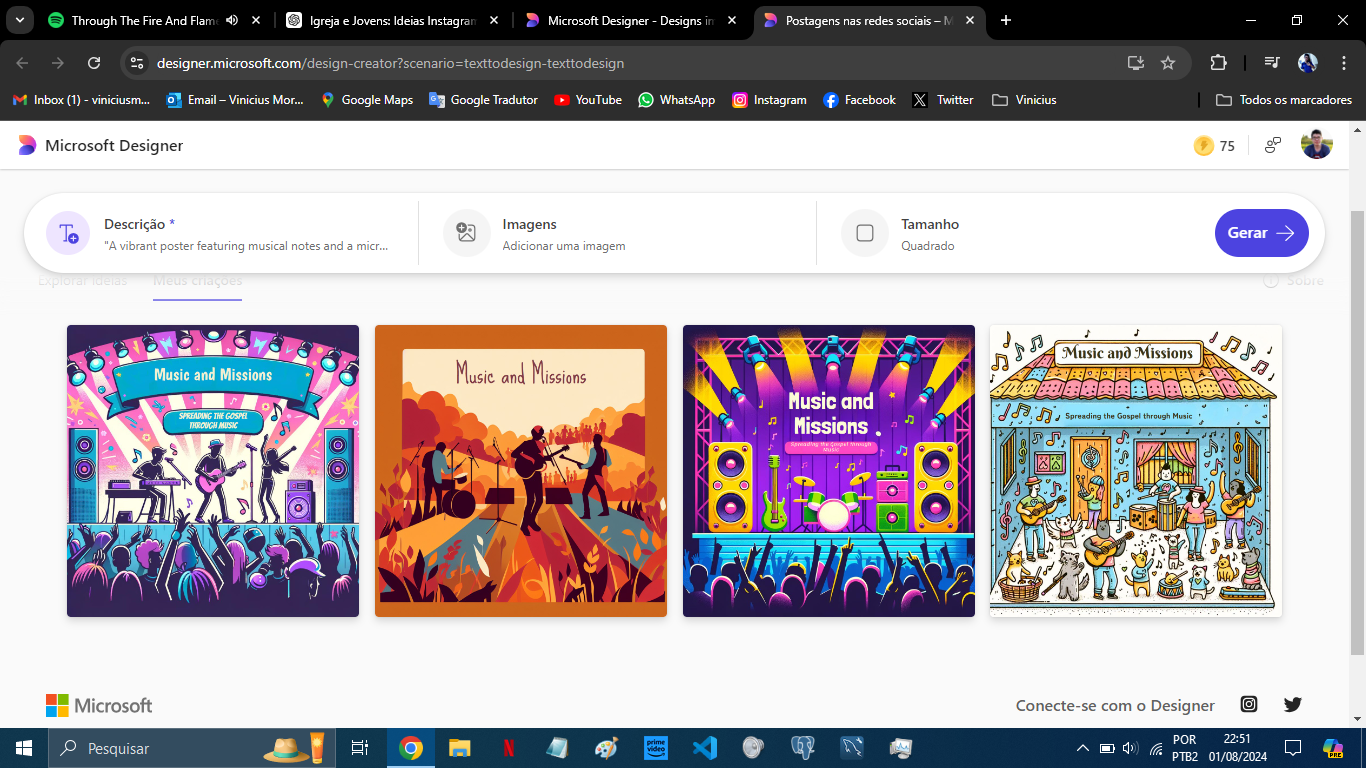 Through The Fire And Flame
Igreja e Jovens: Ideias Instagran
Microsoft Designer - Designs in
Postagens nas redes sociais – M
designer.microsoft.com/design-creator?scenario=texttodesign-texttodesign
Inbox (1) - viniciusm...
Email – Vinicius Mor...
Google Maps
Google Tradutor
YouTube
WhatsApp
Instagram
Facebook
Twitter
Vinicius
Todos os marcadores
Microsoft Designer
75
Descrição *
"A vibrant poster featuring musical notes and a micr...
Imagens
Adicionar uma imagem
Tamanho
Quadrado
Gerar
Explorar ideias
Meus criações
Sobre
Music and Missions
SPREADING THE GOSPEL
THROUGH MUSIC
Music and Missions
Music and
Missions
Spreading the Gospel through
Music
Music and Missions
Spreading the Gospel through Music
Microsoft
Conecte-se com o Designer
Pesquisar
prime
video
POR
PTB2
22:51
01/08/2024
PRE